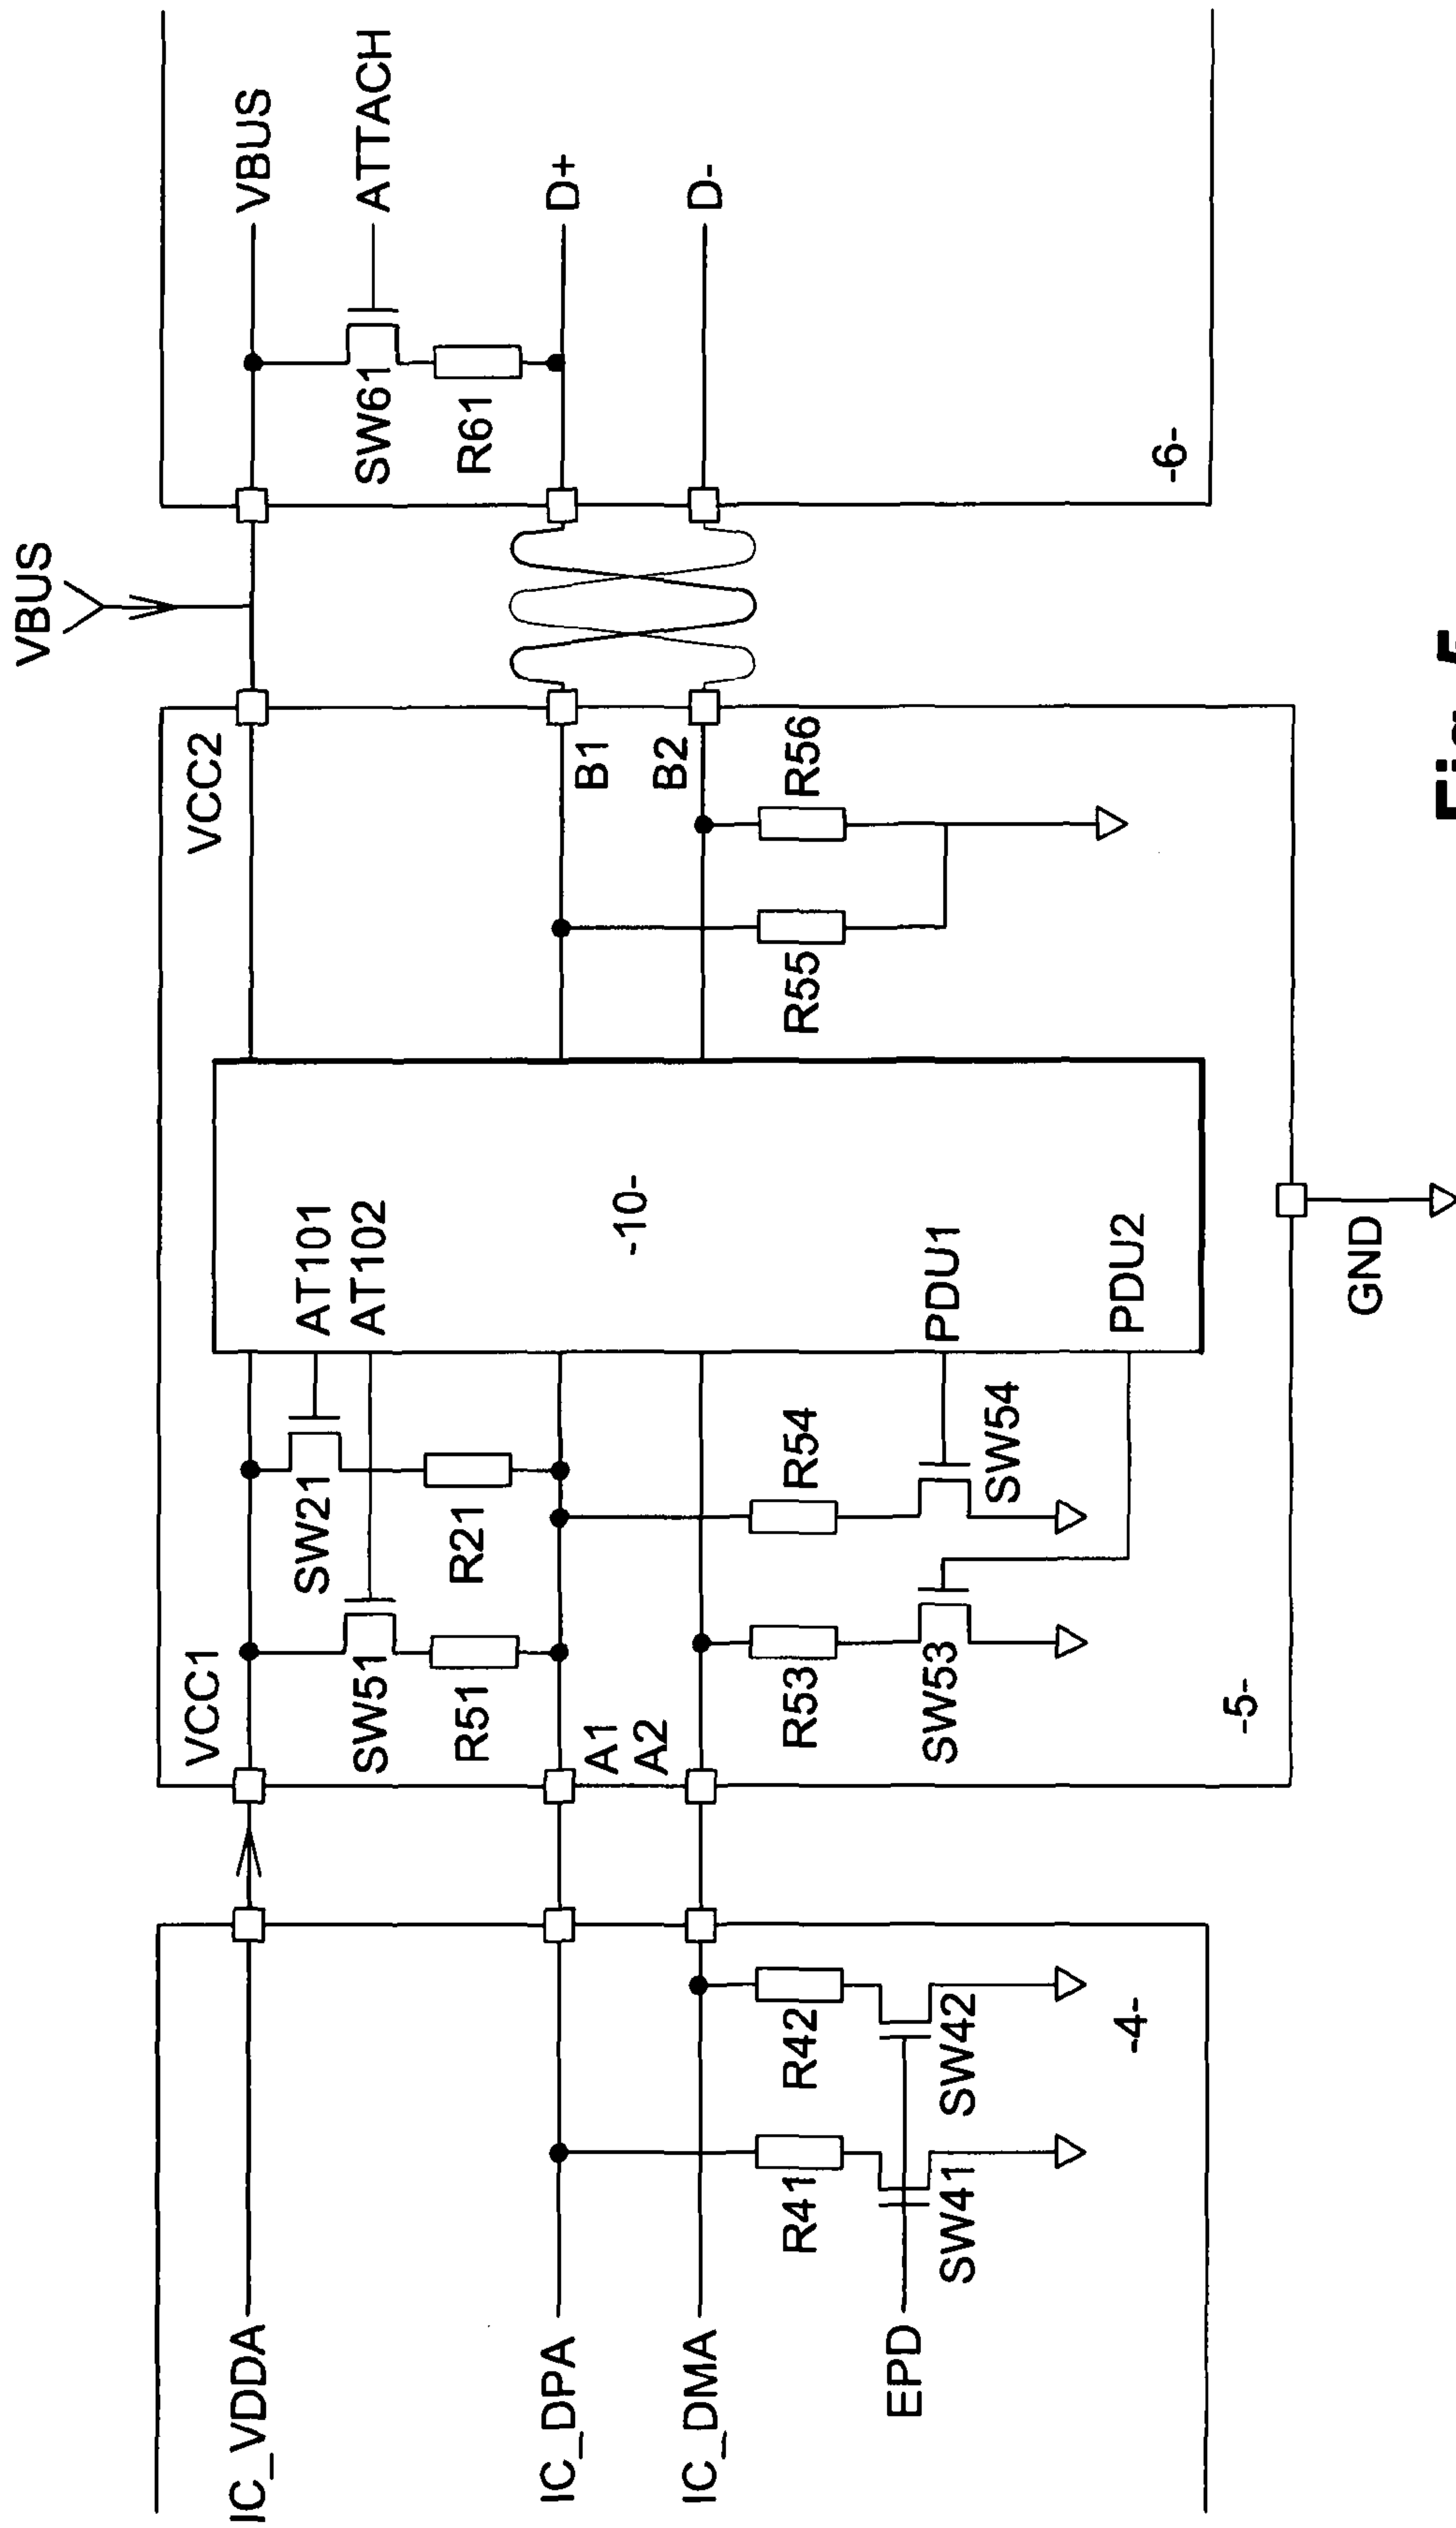 VBUS
VBUS
ATTACH
D+
D-
SW61
R61
-6-
VCC2
B1
B2
R56
R55
AT101
AT102
-10-
PDU1
PDU2
GND
SW21
R21
R54
SW54
VCC1
SW51
R51
A1
A2
R53
SW53
-5-
R42
SW42
-4-
R41
SW41
IC_VDDA
IC_DPA
IC_DMA
EPD